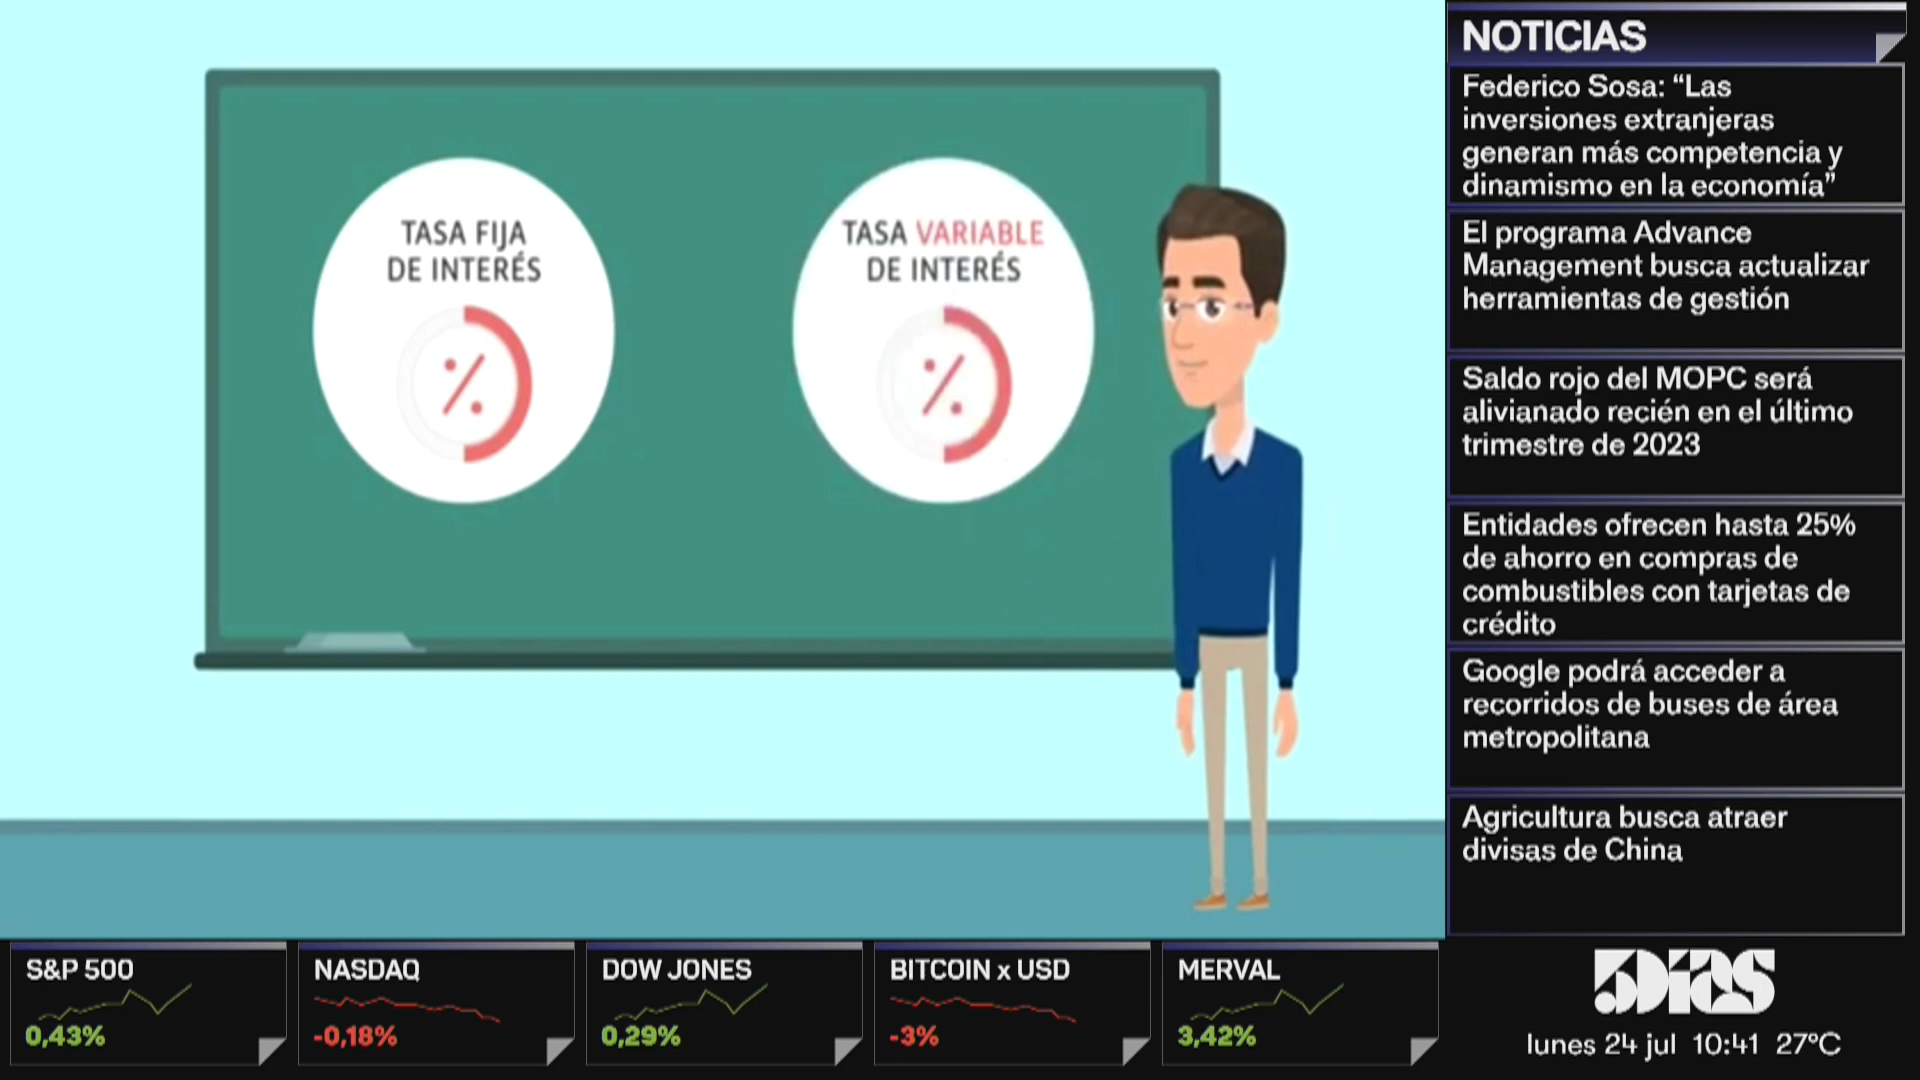 TASA FIJA
DE INTERÉS
TASA VARIABLE
DE INTERÉS
NOTICIAS
Federico Sosa: “Las
inversiones extranjeras
generan más competencia y
dinamismo en la economía”
El programa Advance
Management busca actualizar
herramientas de gestión
Saldo rojo del MOPC será
alivianado recién en el último
trimestre de 2023
Entidades ofrecen hasta 25%
de ahorro en compras de
combustibles con tarjetas de
crédito
Google podrá acceder a
recorridos de buses de área
metropolitana
Agricultura busca atraer
divisas de China
S&P 500
0,43%
NASDAQ
-0,18%
DOW JONES
0,29%
BITCOIN x USD
-3%
MERVAL
3,42%
5Días
lunes 24 jul 10:41 27°C